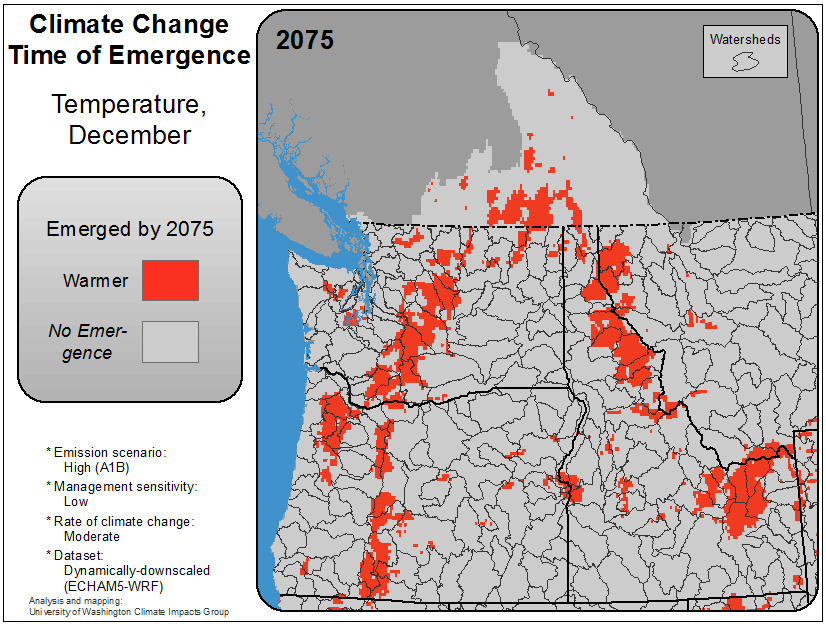 Climate Change
Time of Emergence
Temperature,
December
Emerged by 2075
Warmer
No Emer-
gence
* Emission scenario:
High (A1B)
* Management sensitivity:
Low
* Rate of climate change:
Moderate
* Dataset:
Dynamically-downscaled
(ECHAM5-WRF)
Analysis and mapping:
University of Washington Climate Impacts Group
2075
Watersheds